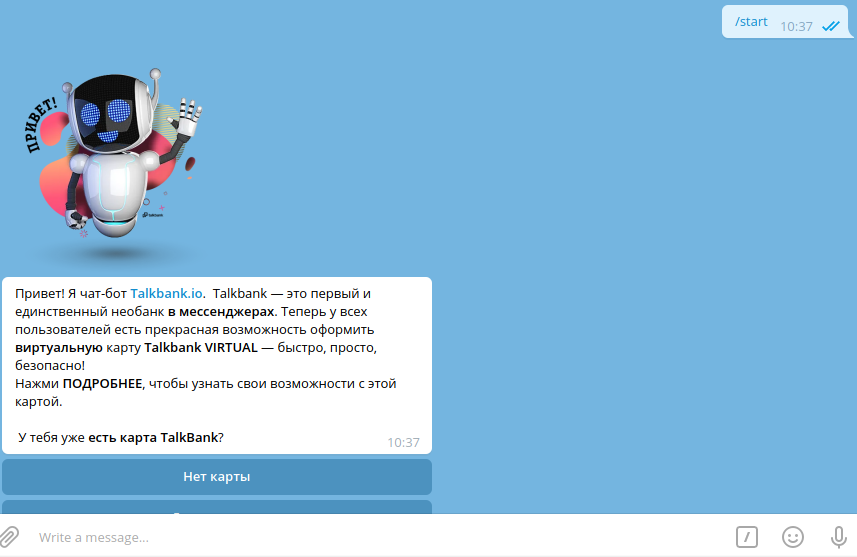 /start
10:37
ПРИВЕТ!
Привет! Я чат-бот Talkbank.io. Talkbank — это первый и
единственный необанк в мессенджерах. Теперь у всех
пользователей есть прекрасная возможность оформить
виртуальную карту Talkbank VIRTUAL — быстро, просто,
безопасно!
Нажми ПОДРОБНЕЕ, чтобы узнать свои возможности с этой
картой.
У тебя уже есть карта TalkBank?
10:37
Нет карты
Write a message...